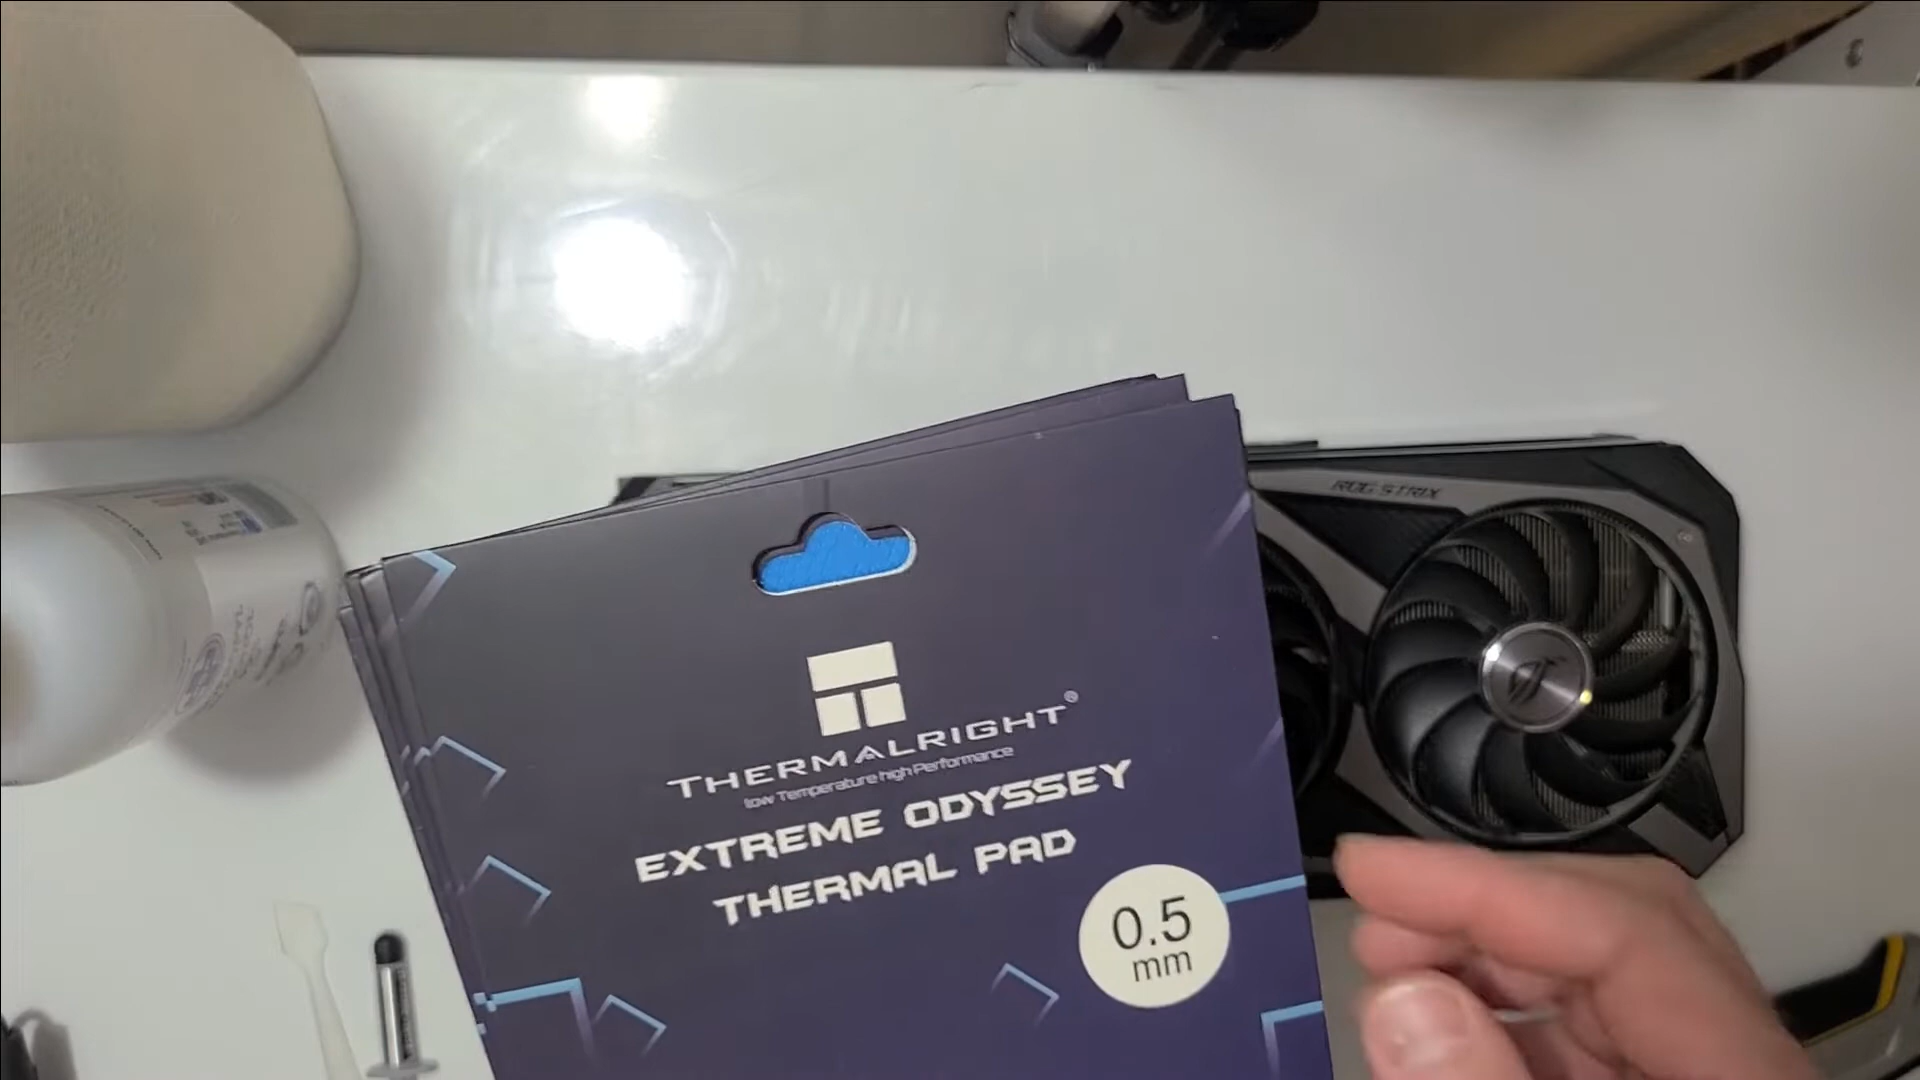 ROG STRIX
THERMALRIGHT®
low Temperature high Performance
EXTREME ODYSSEY
THERMAL PAD
0.5
mm